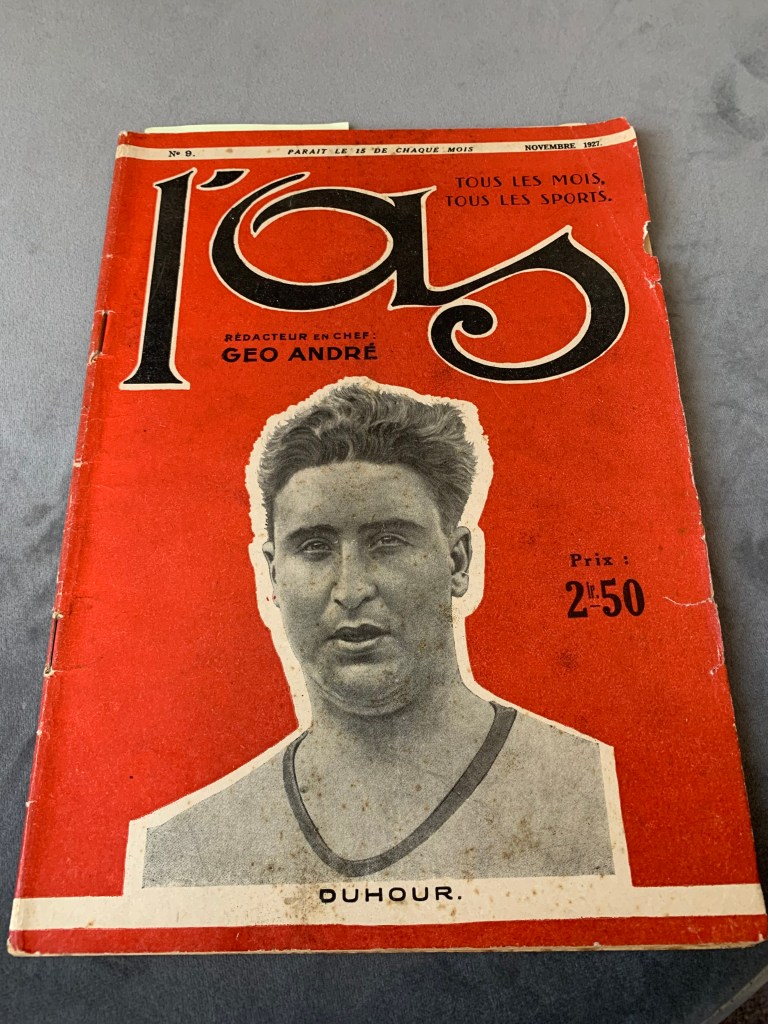 Nº 9.
PARAIT LE 15 DE CHAQUE MOIS
NOVEMBRE 1927.
l'as
TOUS LES MOIS,
TOUS LES SPORTS.
RÉDACTEUR EN CHEF:
GEO ANDRÉ
Prix :
2fr.50
DUHOUR.